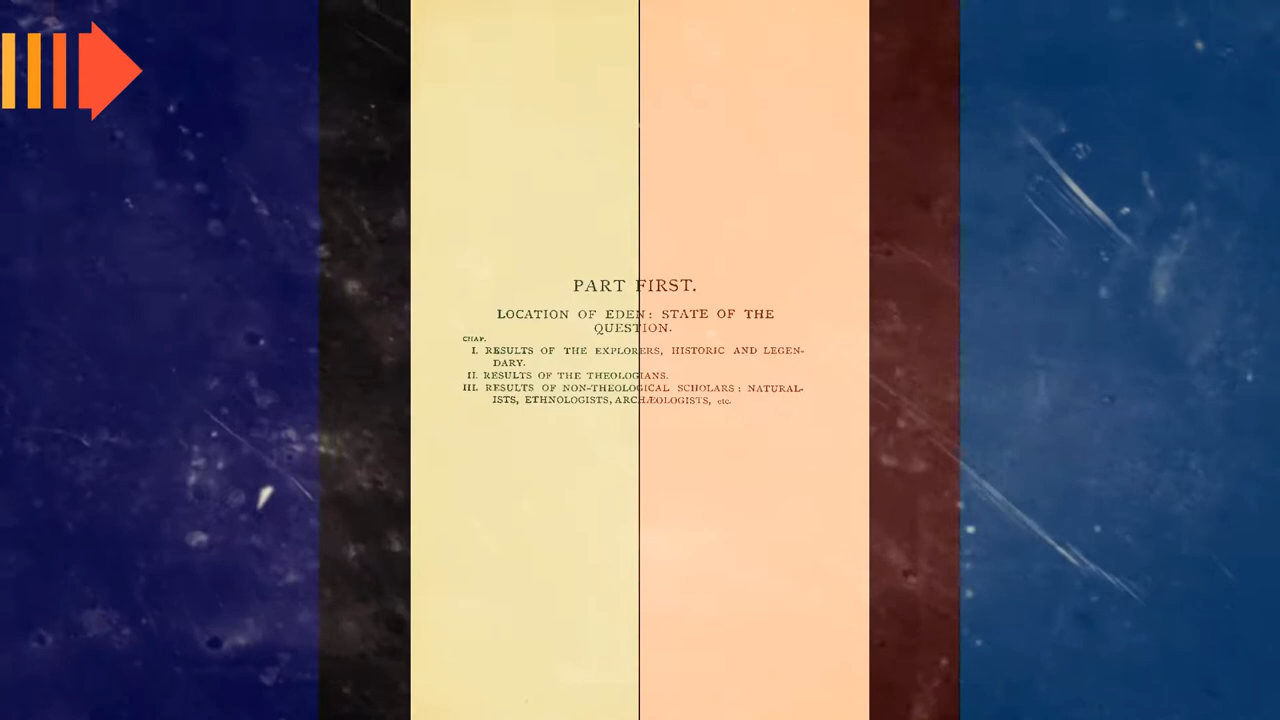 PART FIRST.
LOCATION OF EDEN: STATE OF THE
QUESTION.
CHAP.
I. RESULTS OF THE EXPLORERS, HISTORIC AND LEGEN-
DARY.
II. RESULTS OF THE THEOLOGIANS.
III. RESULTS OF NON-THEOLOGICAL SCHOLARS: NATURAL-
ISTS, ETHNOLOGISTS, ARCHÆOLOGISTS, etc.